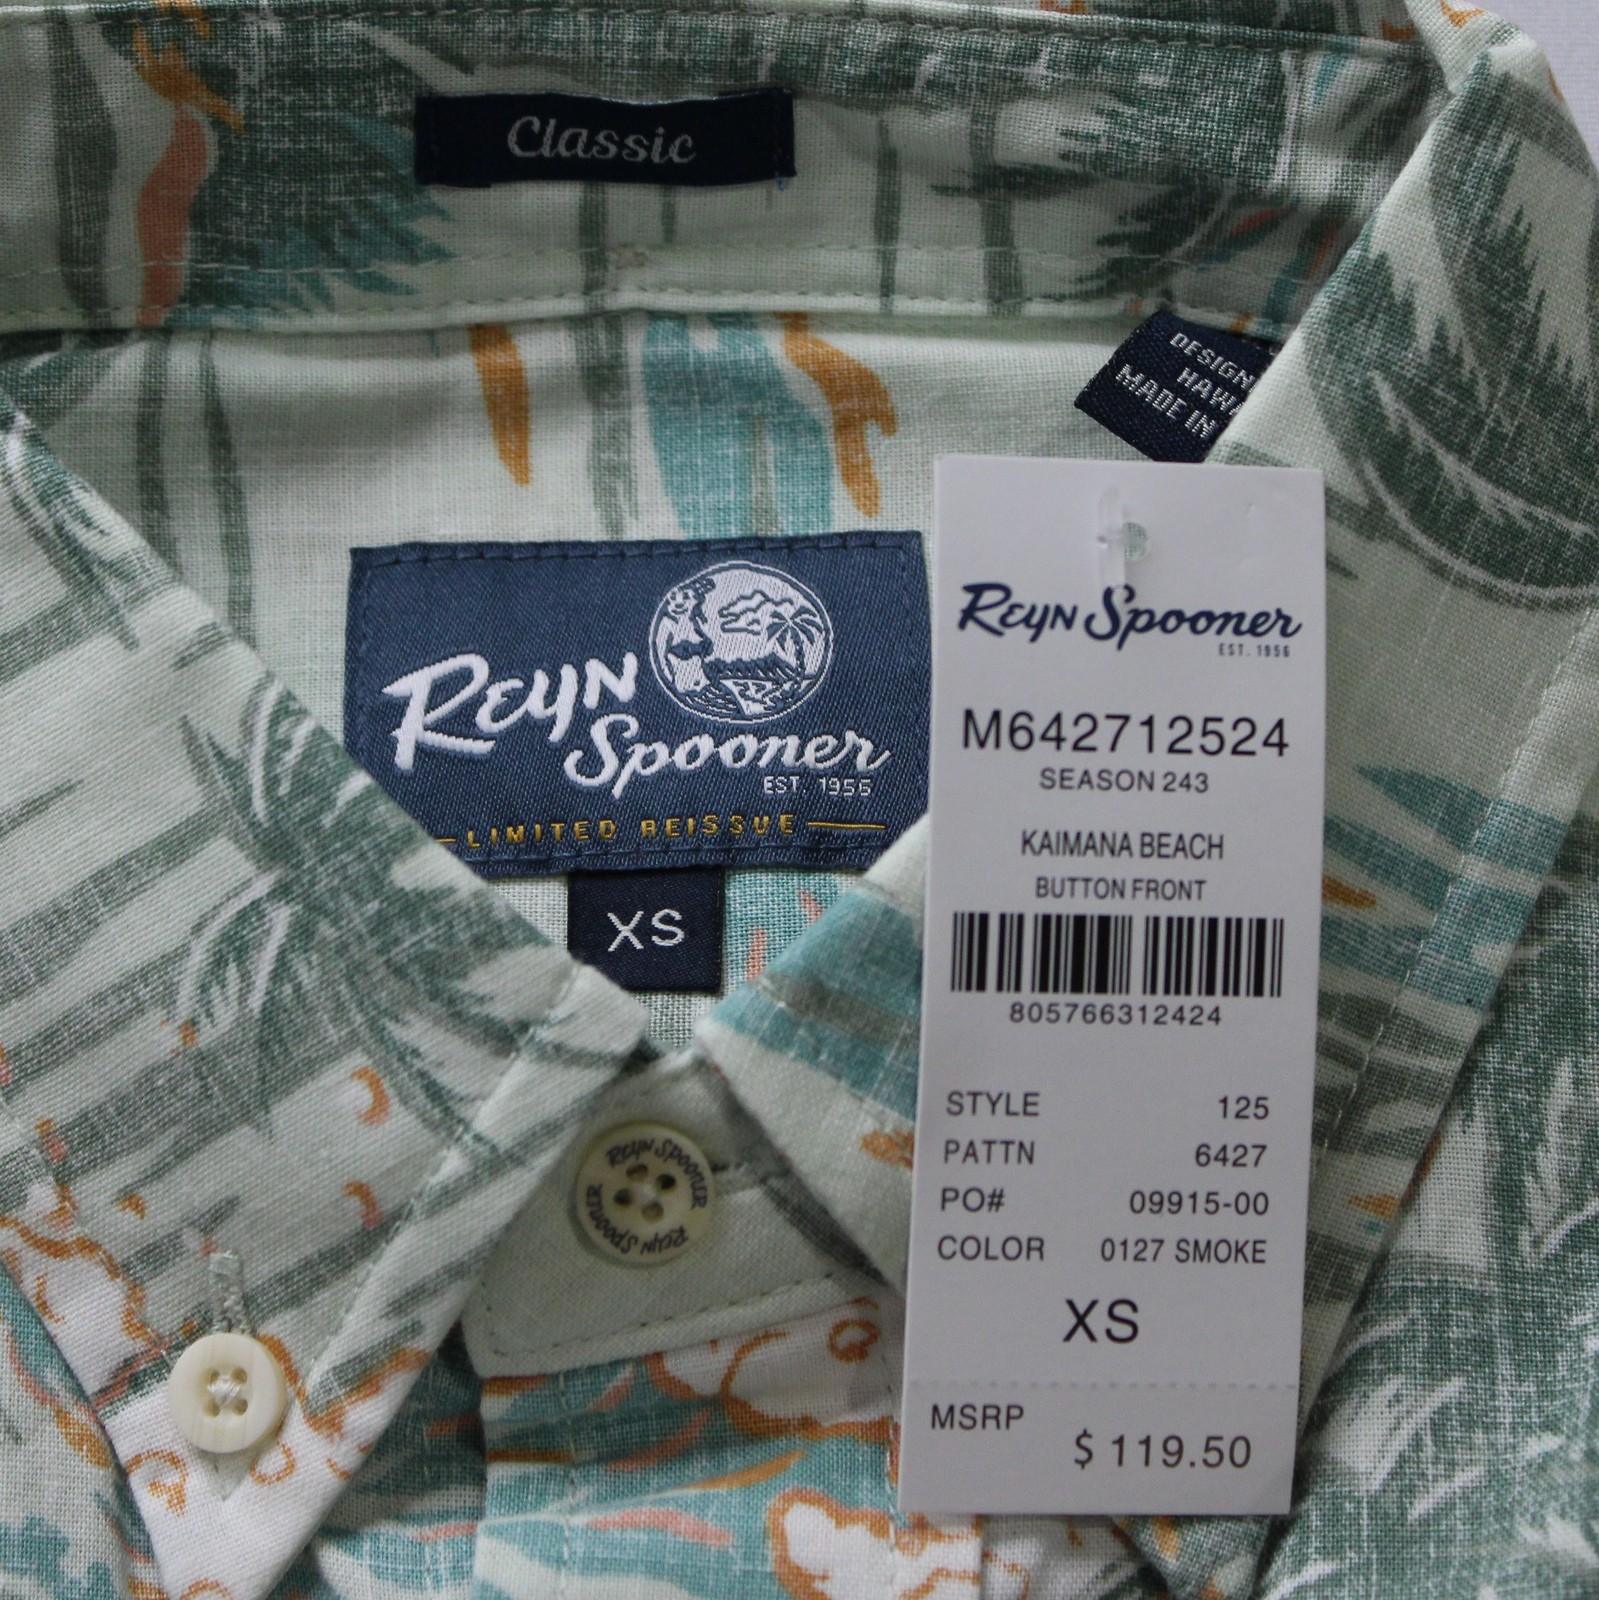 Classic
DESIGN
HAW
MADE IN
REYN
Spooner
EST. 1956
LIMITED REISSUE
XS
REYN SPOONER
REYN SPOONER
REYN SPOONER
EST. 1956
M642712524
SEASON 243
KAIMANA BEACH
BUTTON FRONT
805766312424
STYLE 125
PATTN 6427
PO# 09915-00
COLOR 0127 SMOKE
XS
MSRP $ 119.50